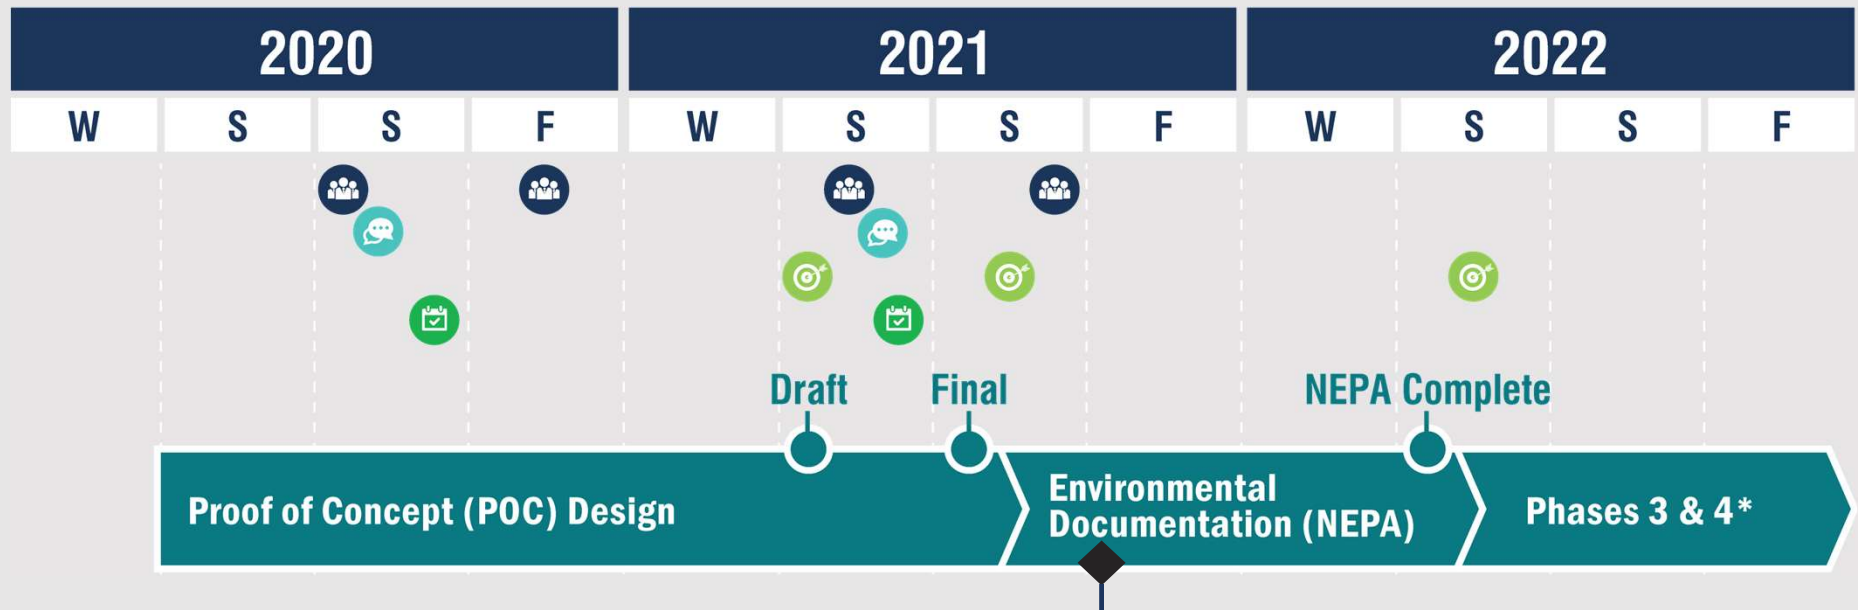 2020 2021 2022
W S S F W S S F W S S F
Draft Final NEPA Complete
Proof of Concept (POC) Design
Environmental
Documentation (NEPA)
Phases 3 & 4*